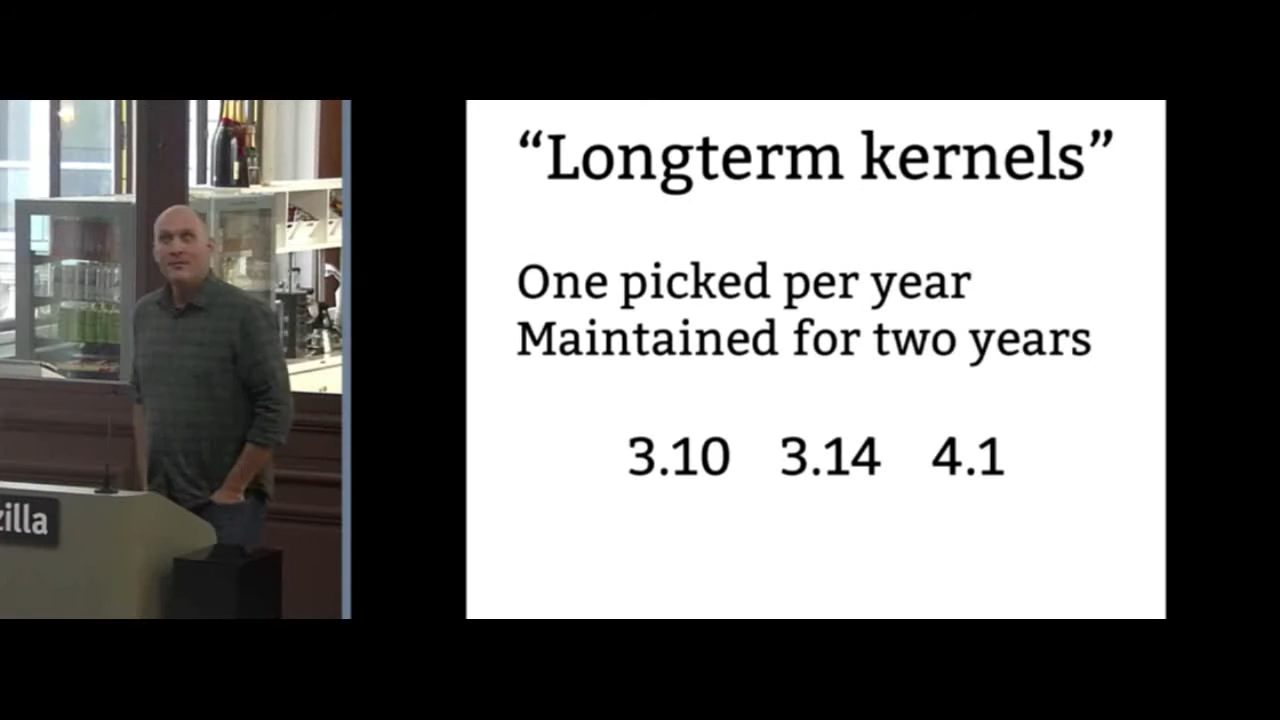 “Longterm kernels”
One picked per year
Maintained for two years
3.10 3.14 4.1
zilla